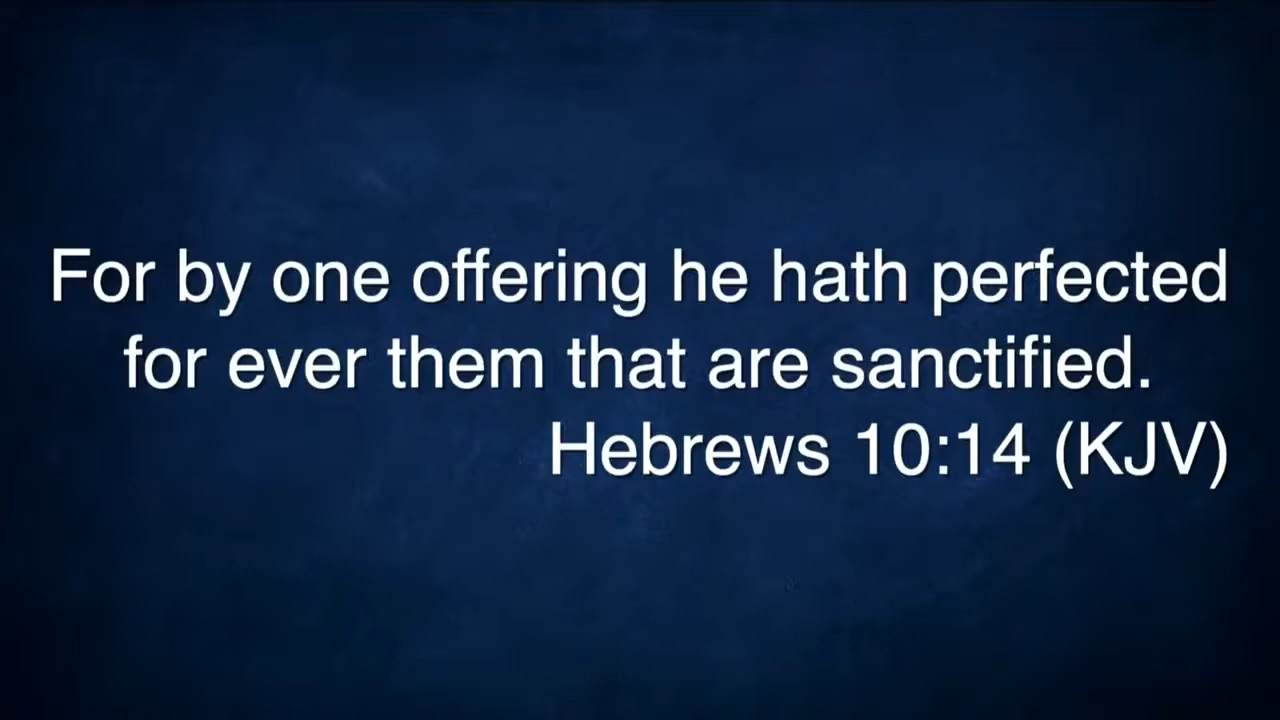 For by one offering he hath perfected
for ever them that are sanctified.
Hebrews 10:14 (KJV)